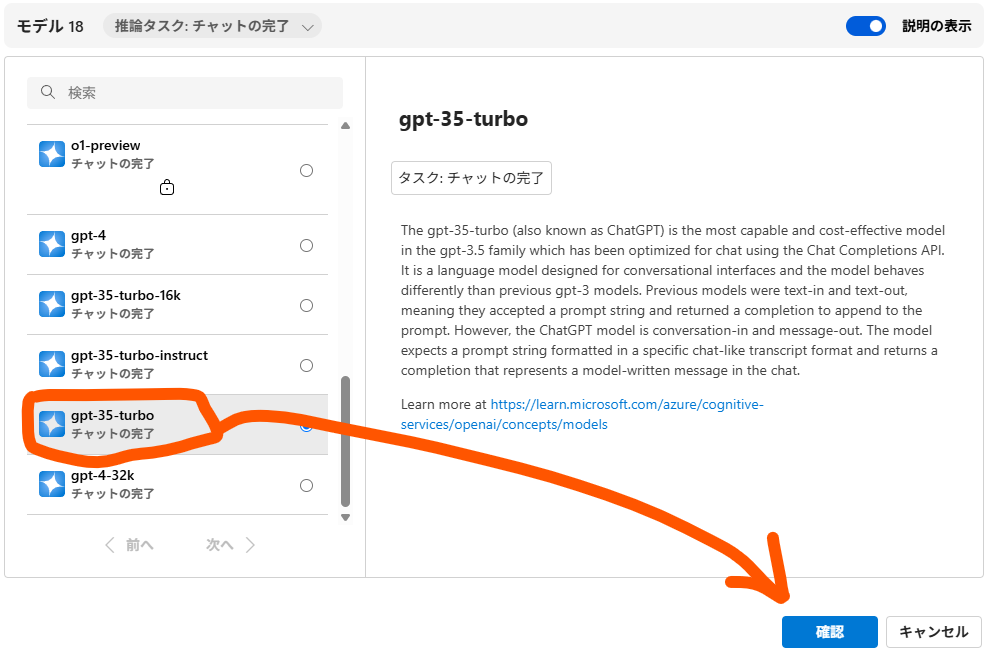 モデル 18
推論タスク: チャットの完了
説明の表示
検索
o1-preview
チャットの完了
gpt-4
チャットの完了
gpt-35-turbo-16k
チャットの完了
gpt-35-turbo-instruct
チャットの完了
gpt-35-turbo
チャットの完了
gpt-4-32k
チャットの完了
前へ
次へ
gpt-35-turbo
タスク: チャットの完了
The gpt-35-turbo (also known as ChatGPT) is the most capable and cost-effective model
in the gpt-3.5 family which has been optimized for chat using the Chat Completions API.
It is a language model designed for conversational interfaces and the model behaves
differently than previous gpt-3 models. Previous models were text-in and text-out,
meaning they accepted a prompt string and returned a completion to append to the
prompt. However, the ChatGPT model is conversation-in and message-out. The model
expects a prompt string formatted in a specific chat-like transcript format and returns a
completion that represents a model-written message in the chat.
Learn more at https://learn.microsoft.com/azure/cognitive-
services/openai/concepts/models
確認
キャンセル